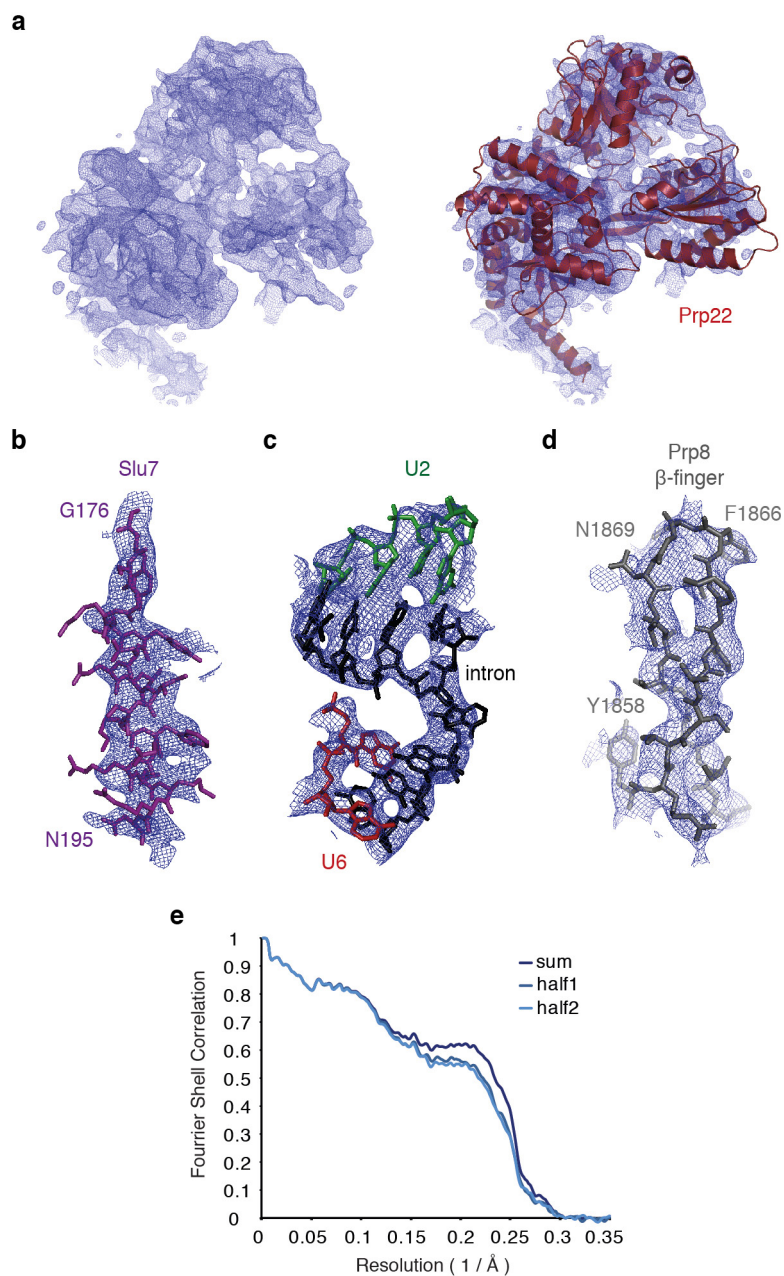 a
Prp22
b
Slu7
G176
N195
c
U2
intron
U6
d
Prp8
β-finger
N1869
F1866
Y1858
e
Fourrier Shell Correlation
1
0.9
0.8
0.7
0.6
0.5
0.4
0.3
0.2
0.1
0
sum
half1
half2
0 0.05 0.1 0.15 0.2 0.25 0.3 0.35
Resolution ( 1 / Å )